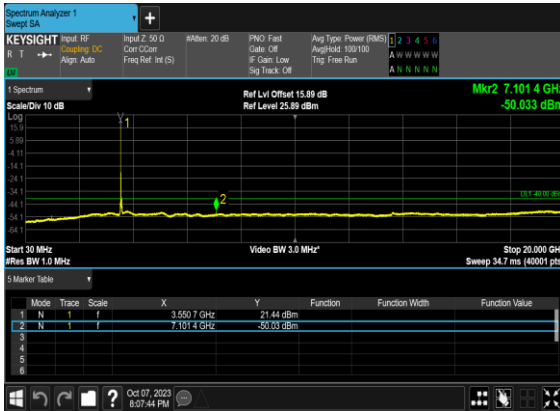 Spectrum Analyzer 1
Swept SA
+
KEYSIGHT Input: RF Input Z: 50 Ω #Atten: 20 dB PNO: Fast Avg Type: Power (RMS) 1 2 3 4 5 6
R T Coupling: DC Corr CCorr Gate: Off Avg|Hold: 100/100 A W W W W W
Align: Auto Freq Ref: Int (S) IF Gain: Low Trig: Free Run
Sig Track: Off A N N N N N
1 Spectrum
Scale/Div 10 dB
Ref Lvl Offset 15.89 dB
Ref Level 25.89 dBm
Mkr2 7.101 4 GHz
-50.033 dBm
Log
15.9
5.89
-4.11
-14.1
-24.1
-34.1
-44.1
-54.1
-64.1
1
2
DL1 -40.00 dBm
Start 30 MHz
#Res BW 1.0 MHz
Video BW 3.0 MHz*
Stop 20.000 GH
Sweep 34.7 ms (40001 pts
5 Marker Table
Mode Trace Scale X Y Function Function Width Function Value
1 N 1 f 3.550 7 GHz 21.44 dBm
2 N 1 f 7.101 4 GHz -50.03 dBm
3
4
5
6
? Oct 07, 2023
8:07:44 PM